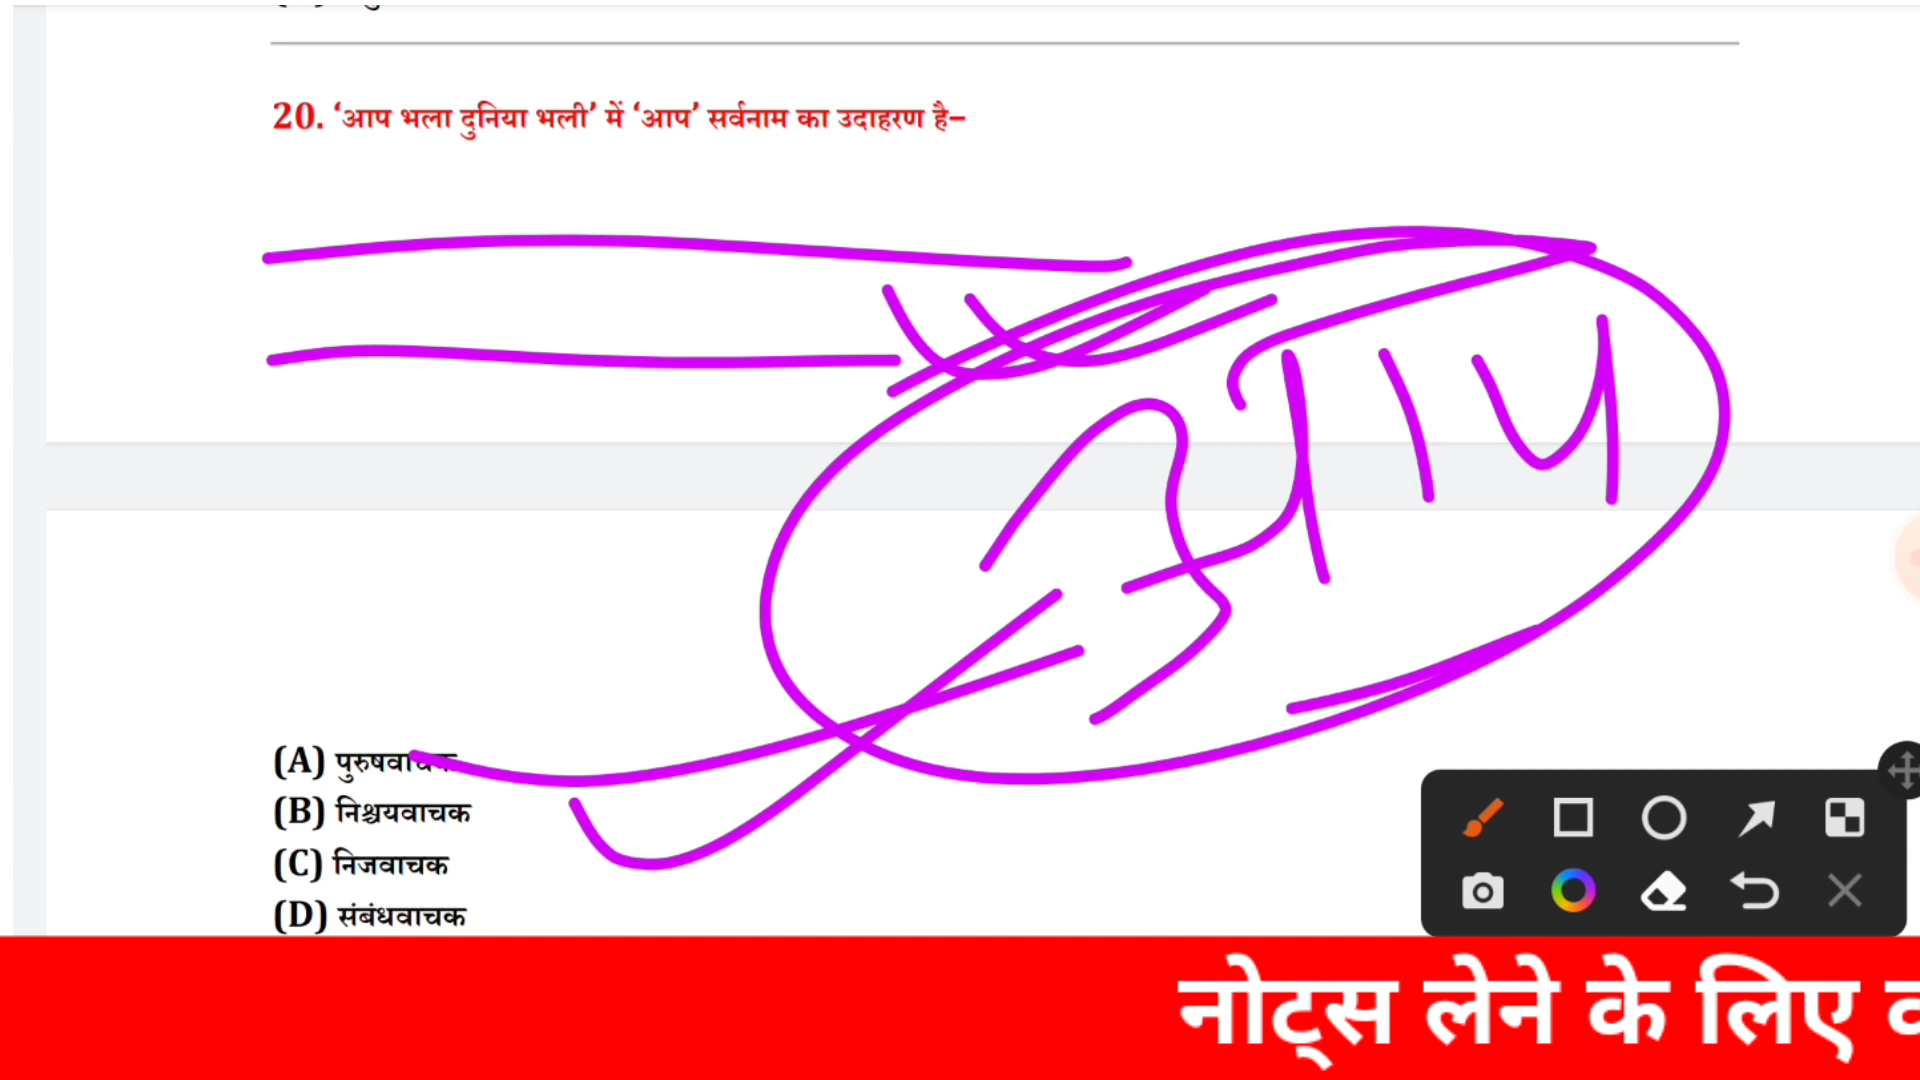 20. ‘आप भला दुनिया भली’ में ‘आप’ सर्वनाम का उदाहरण है–
आप
(A) पुरुषवाचक
(B) निश्चयवाचक
(C) निजवाचक
(D) संबंधवाचक
नोट्स लेने के लिए